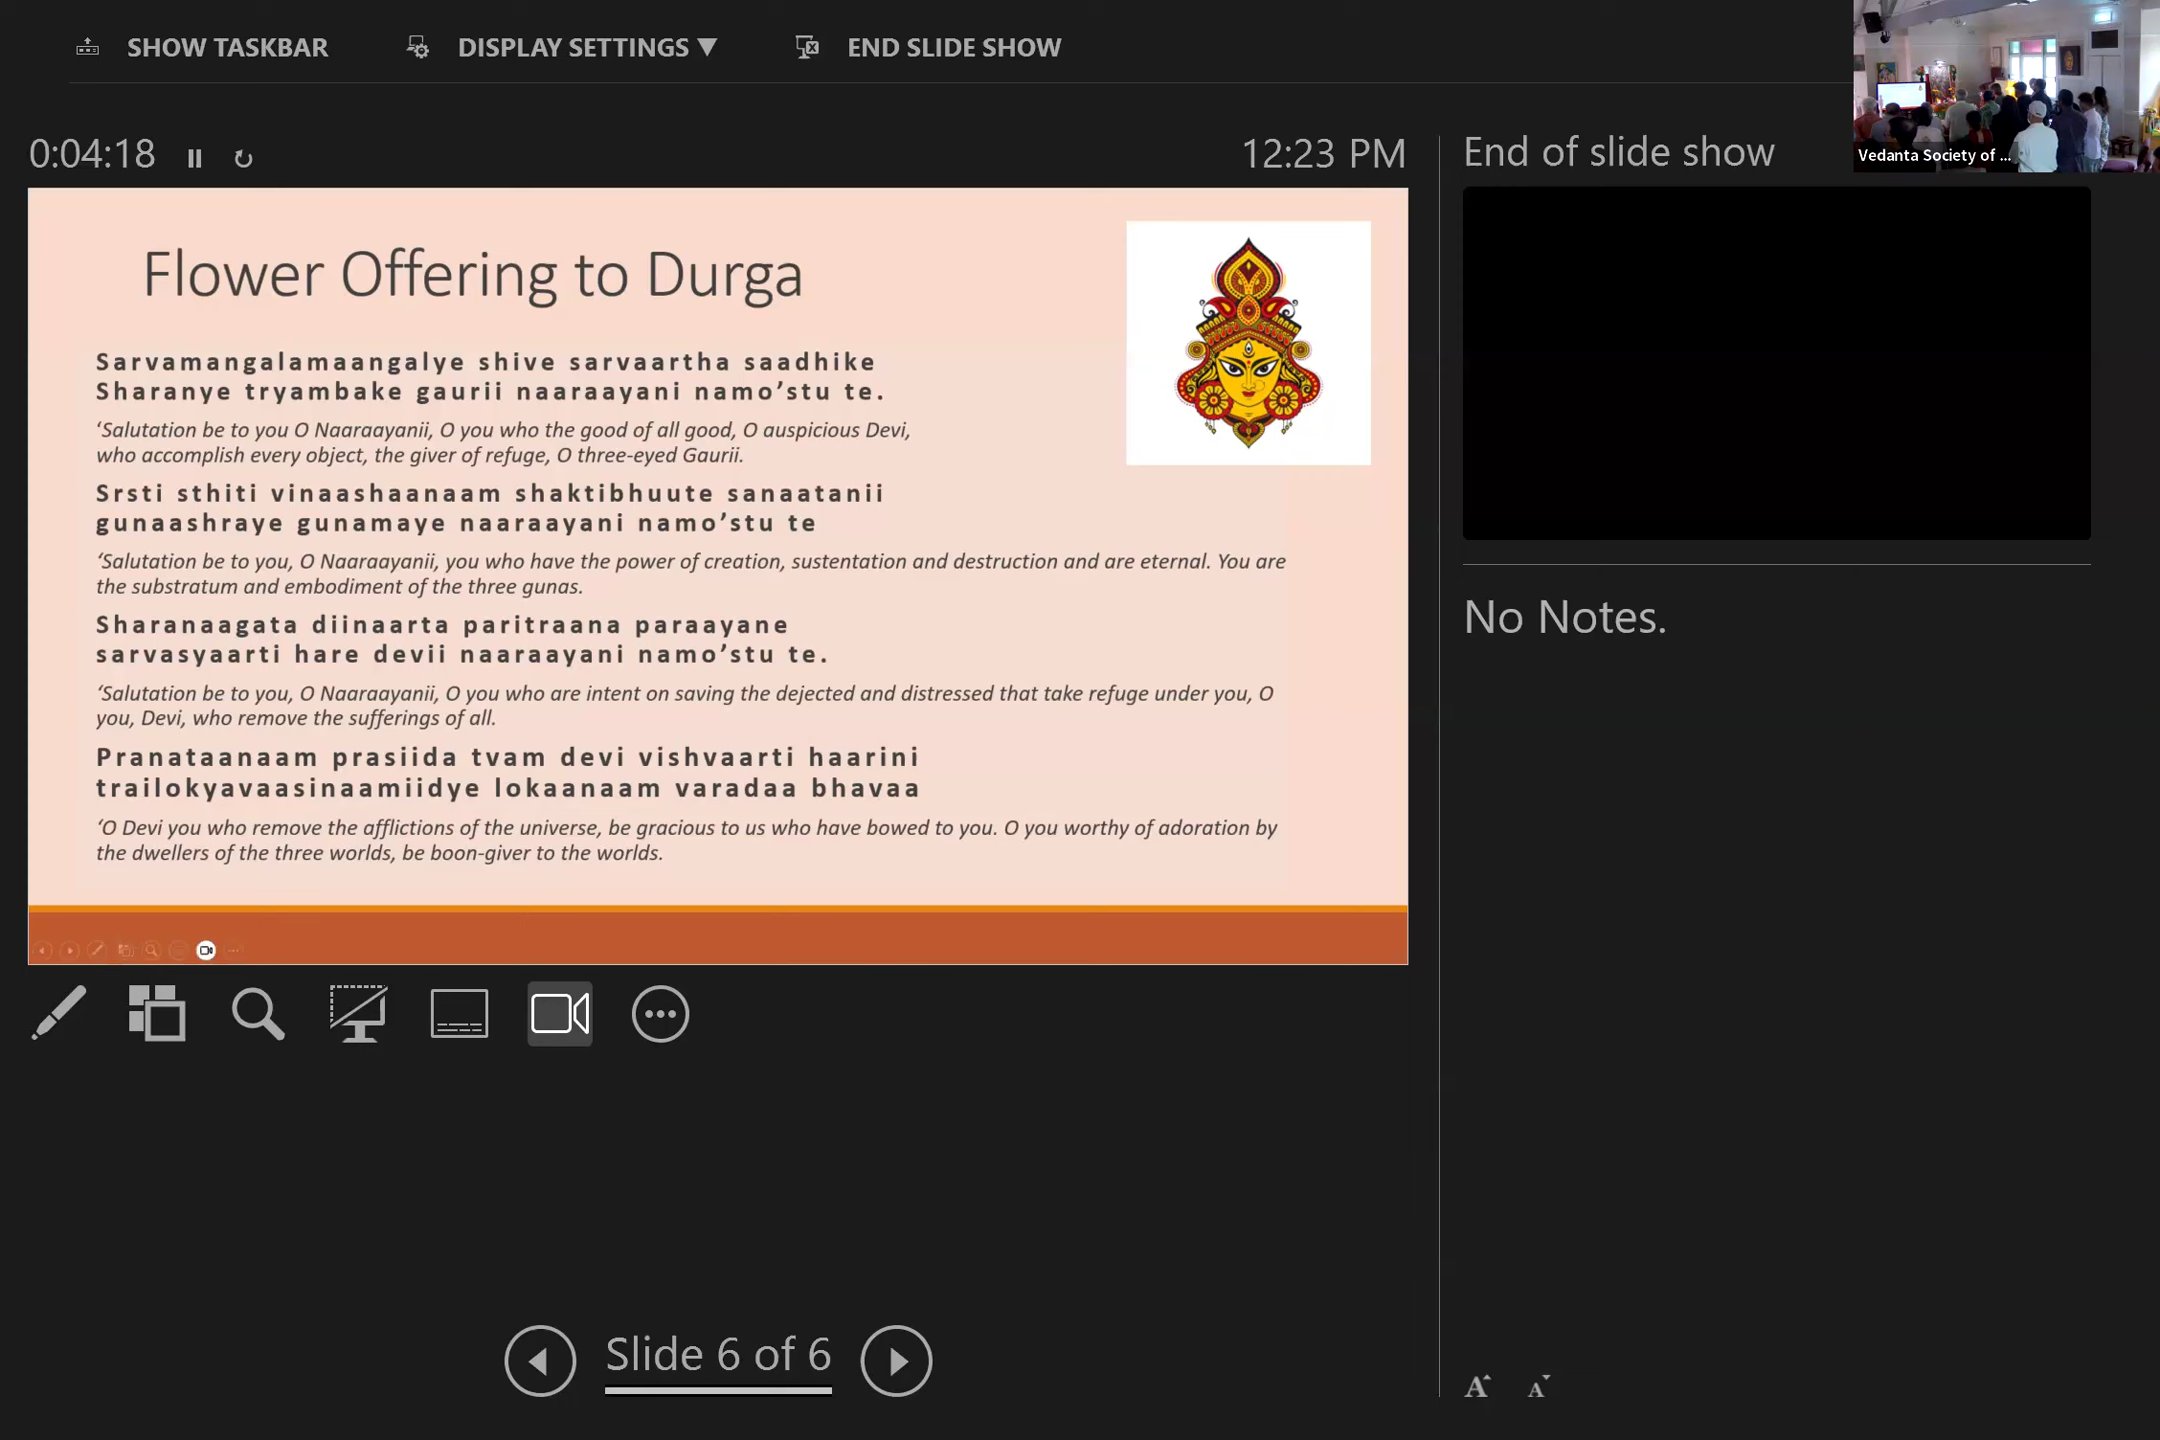 SHOW TASKBAR
DISPLAY SETTINGS ▼
END SLIDE SHOW
Vedanta Society of ...
0:04:18
12:23 PM
End of slide show
Flower Offering to Durga
Sarvamangalamaangalye shive sarvaartha saadhike
Sharanye tryambake gaurii naaraayani namo’stu te.
‘Salutation be to you O Naaraayanii, O you who the good of all good, O auspicious Devi,
who accomplish every object, the giver of refuge, O three-eyed Gaurii.
Srsti sthiti vinaashaanaam shaktibhuute sanaatanii
gunaashraye gunamaye naaraayani namo’stu te
‘Salutation be to you, O Naaraayanii, you who have the power of creation, sustentation and destruction and are eternal. You are
the substratum and embodiment of the three gunas.
Sharanaagata diinaarta paritraana paraayane
sarvasyaarti hare devii naaraayani namo’stu te.
‘Salutation be to you, O Naaraayanii, O you who are intent on saving the dejected and distressed that take refuge under you, O
you, Devi, who remove the sufferings of all.
Pranataanaam prasiida tvam devi vishvaarti haarini
trailokyavaasinaamiidye lokaanaam varadaa bhavaa
‘O Devi you who remove the afflictions of the universe, be gracious to us who have bowed to you. O you worthy of adoration by
the dwellers of the three worlds, be boon-giver to the worlds.
No Notes.
Slide 6 of 6
A A